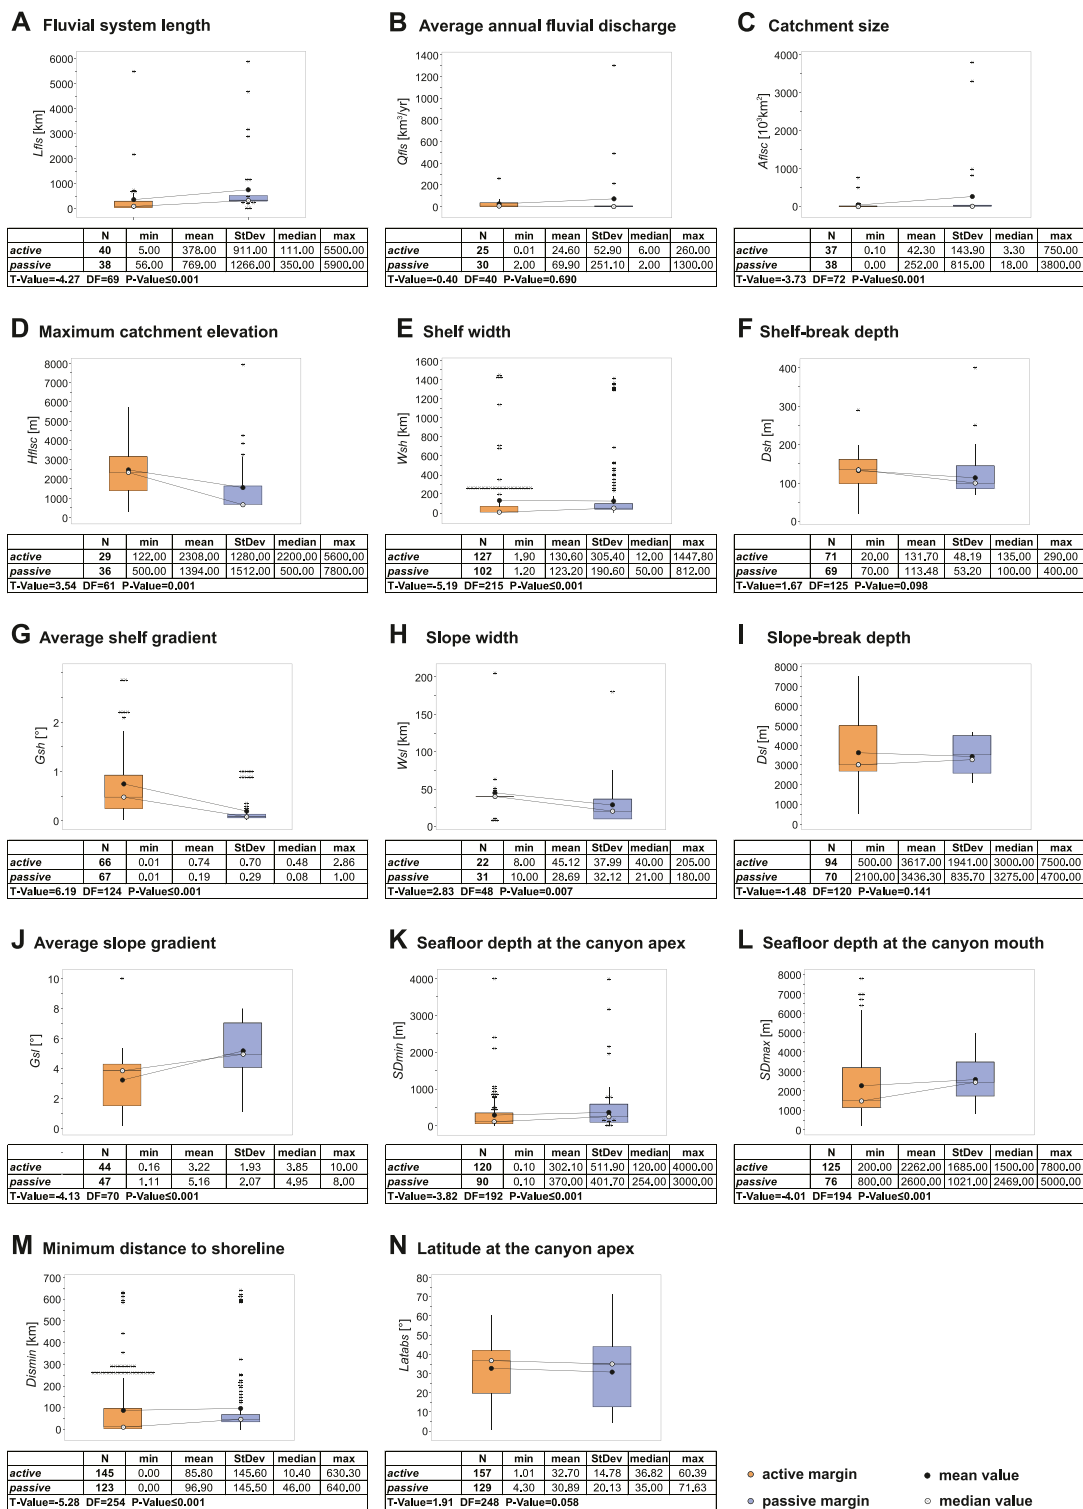 A Fluvial system length
Lfls [km]
6000
5000
4000
3000
2000
1000
0
N min mean StDev median max
active 40 5.00 378.00 911.00 111.00 5500.00
passive 38 56.00 769.00 1266.00 350.00 5900.00
T-Value=-4.27 DF=69 P-Value≤0.001
B Average annual fluvial discharge
Qfls [km³/yr]
1400
1200
1000
800
600
400
200
0
N min mean StDev median max
active 25 0.01 24.60 52.90 6.00 260.00
passive 30 2.00 69.90 251.10 2.00 1300.00
T-Value=-0.40 DF=40 P-Value=0.690
C Catchment size
Aflsc [10³km²]
4000
3000
2000
1000
0
N min mean StDev median max
active 37 0.10 42.30 143.90 3.30 750.00
passive 38 0.00 252.00 815.00 18.00 3800.00
T-Value=-3.73 DF=72 P-Value≤0.001
D Maximum catchment elevation
Hflsc [m]
8000
7000
6000
5000
4000
3000
2000
1000
0
N min mean StDev median max
active 29 122.00 2308.00 1280.00 2200.00 5600.00
passive 36 500.00 1394.00 1512.00 500.00 7800.00
T-Value=3.54 DF=61 P-Value=0.001
E Shelf width
Wsh [km]
1600
1400
1200
1000
800
600
400
200
0
N min mean StDev median max
active 127 1.90 130.60 305.40 12.00 1447.80
passive 102 1.20 123.20 190.60 50.00 812.00
T-Value=-5.19 DF=215 P-Value≤0.001
F Shelf-break depth
Dsh [m]
400
300
200
100
0
N min mean StDev median max
active 71 20.00 131.70 48.19 135.00 290.00
passive 69 70.00 113.48 53.20 100.00 400.00
T-Value=1.67 DF=125 P-Value=0.098
G Average shelf gradient
Gsh [°]
2
1
0
N min mean StDev median max
active 66 0.01 0.74 0.70 0.48 2.86
passive 67 0.01 0.19 0.29 0.08 1.00
T-Value=6.19 DF=124 P-Value≤0.001
H Slope width
Wsl [km]
200
150
100
50
0
N min mean StDev median max
active 22 8.00 45.12 37.99 40.00 205.00
passive 31 10.00 28.69 32.12 21.00 180.00
T-Value=2.83 DF=48 P-Value=0.007
I Slope-break depth
Dsl [m]
8000
7000
6000
5000
4000
3000
2000
1000
0
N min mean StDev median max
active 94 500.00 3617.00 1941.00 3000.00 7500.00
passive 70 2100.00 3436.30 835.70 3275.00 4700.00
T-Value=-1.48 DF=120 P-Value=0.141
J Average slope gradient
Gsl [°]
10
8
6
4
2
0
N min mean StDev median max
active 44 0.16 3.22 1.93 3.85 10.00
passive 47 1.11 5.16 2.07 4.95 8.00
T-Value=-4.13 DF=70 P-Value≤0.001
K Seafloor depth at the canyon apex
SDmin [m]
4000
3000
2000
1000
0
N min mean StDev median max
active 120 0.10 302.10 511.90 120.00 4000.00
passive 90 0.10 370.00 401.70 254.00 3000.00
T-Value=-3.82 DF=192 P-Value≤0.001
L Seafloor depth at the canyon mouth
SDmax [m]
8000
7000
6000
5000
4000
3000
2000
1000
0
N min mean StDev median max
active 125 200.00 2262.00 1685.00 1500.00 7800.00
passive 76 800.00 2600.00 1021.00 2469.00 5000.00
T-Value=-4.01 DF=194 P-Value≤0.001
M Minimum distance to shoreline
Dismin [km]
700
600
500
400
300
200
100
0
N min mean StDev median max
active 145 0.00 85.80 145.60 10.40 630.30
passive 123 0.00 96.90 145.50 46.00 640.00
T-Value=-5.28 DF=254 P-Value≤0.001
N Latitude at the canyon apex
Latabs [°]
80
70
60
50
40
30
20
10
0
N min mean StDev median max
active 157 1.01 32.70 14.78 36.82 60.39
passive 129 4.30 30.89 20.13 35.00 71.63
T-Value=1.91 DF=248 P-Value=0.058
active margin
mean value
passive margin
median value